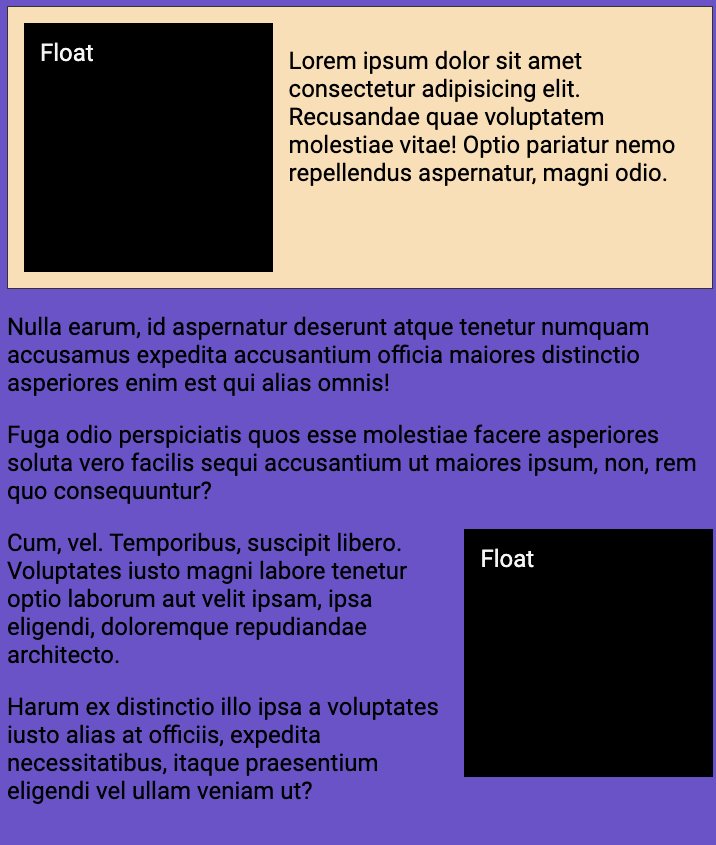 Float
Lorem ipsum dolor sit amet
consectetur adipisicing elit.
Recusandae quae voluptatem
molestiae vitae! Optio pariatur nemo
repellendus aspernatur, magni odio.
Nulla earum, id aspernatur deserunt atque tenetur numquam
accusamus expedita accusantium officia maiores distinctio
asperiores enim est qui alias omnis!
Fuga odio perspiciatis quos esse molestiae facere asperiores
soluta vero facilis sequi accusantium ut maiores ipsum, non, rem
quo consequuntur?
Cum, vel. Temporibus, suscipit libero.
Voluptates iusto magni labore tenetur
optio laborum aut velit ipsam, ipsa
eligendi, doloremque repudiandae
architecto.
Float
Harum ex distinctio illo ipsa a voluptates
iusto alias at officiis, expedita
necessitatibus, itaque praesentium
eligendi vel ullam veniam ut?